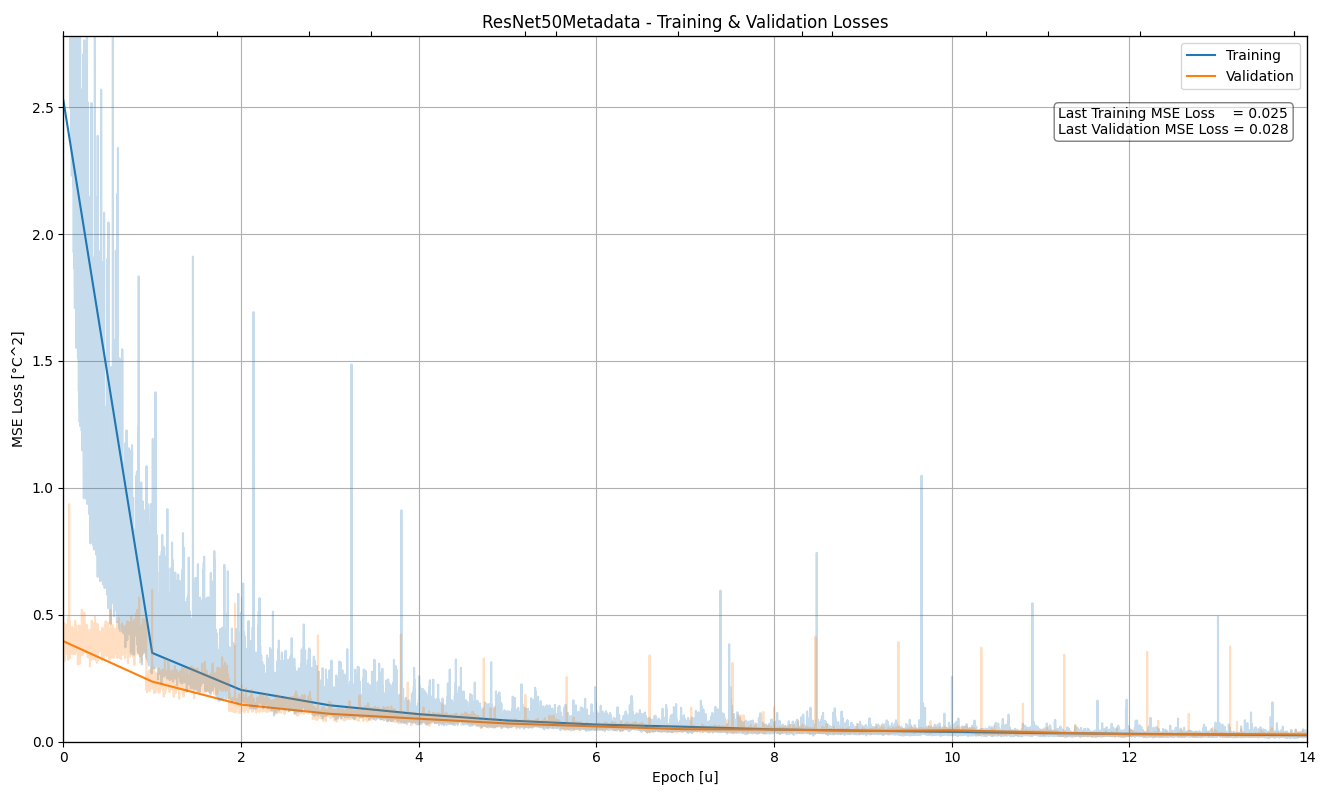 ResNet50Metadata - Training & Validation Losses
Training
Validation
Last Training MSE Loss    = 0.025
Last Validation MSE Loss = 0.028
MSE Loss [°C^2]
2.5
2.0
1.5
1.0
0.5
0.0
0 2 4 6 8 10 12 14
Epoch [u]